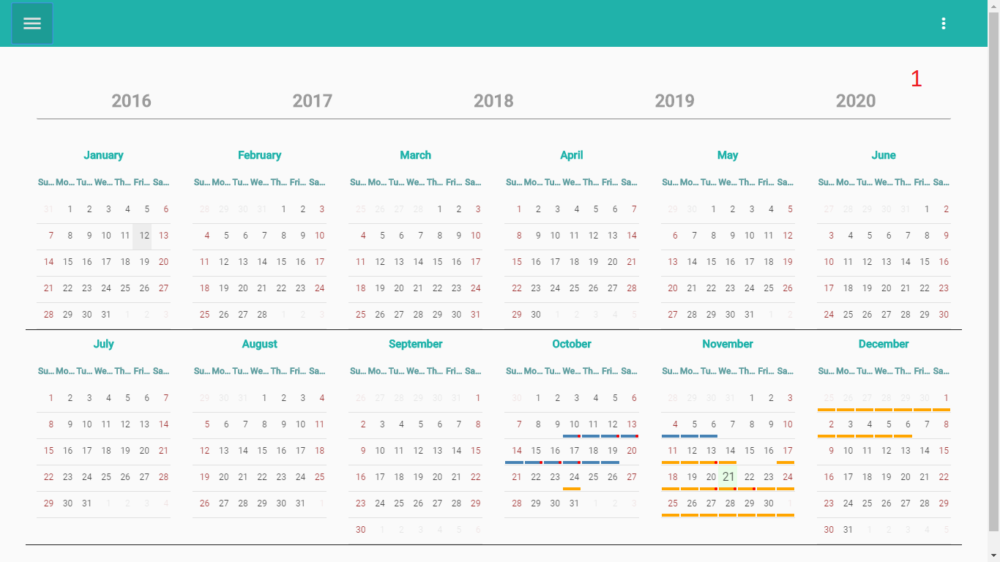 1
2016 2017 2018 2019 2020
January February March April May June
Su... Mo... Tu... We... Th... Fri... Sa... Su... Mo... Tu... We... Th... Fri... Sa... Su... Mo... Tu... We... Th... Fri... Sa... Su... Mo... Tu... We... Th... Fri... Sa... Su... Mo... Tu... We... Th... Fri... Sa... Su... Mo... Tu... We... Th... Fri... Sa...
31 1 2 3 4 5 6 28 29 30 31 1 2 3 25 26 27 28 1 2 3 1 2 3 4 5 6 7 29 30 1 2 3 4 5 27 28 29 30 31 1 2
7 8 9 10 11 12 13 4 5 6 7 8 9 10 4 5 6 7 8 9 10 8 9 10 11 12 13 14 6 7 8 9 10 11 12 3 4 5 6 7 8 9
14 15 16 17 18 19 20 11 12 13 14 15 16 17 11 12 13 14 15 16 17 15 16 17 18 19 20 21 13 14 15 16 17 18 19 10 11 12 13 14 15 16
21 22 23 24 25 26 27 18 19 20 21 22 23 24 18 19 20 21 22 23 24 22 23 24 25 26 27 28 20 21 22 23 24 25 26 17 18 19 20 21 22 23
28 29 30 31 1 2 3 25 26 27 28 1 2 3 25 26 27 28 29 30 31 29 30 1 2 3 4 5 27 28 29 30 31 1 2 24 25 26 27 28 29 30
July August September October November December
Su... Mo... Tu... We... Th... Fri... Sa... Su... Mo... Tu... We... Th... Fri... Sa... Su... Mo... Tu... We... Th... Fri... Sa... Su... Mo... Tu... We... Th... Fri... Sa... Su... Mo... Tu... We... Th... Fri... Sa... Su... Mo... Tu... We... Th... Fri... Sa...
1 2 3 4 5 6 7 29 30 31 1 2 3 4 26 27 28 29 30 31 1 30 1 2 3 4 5 6 28 29 30 31 1 2 3 25 26 27 28 29 30 1
8 9 10 11 12 13 14 5 6 7 8 9 10 11 2 3 4 5 6 7 8 7 8 9 10 11 12 13 4 5 6 7 8 9 10 2 3 4 5 6 7 8
15 16 17 18 19 20 21 12 13 14 15 16 17 18 9 10 11 12 13 14 15 14 15 16 17 18 19 20 11 12 13 14 15 16 17 9 10 11 12 13 14 15
22 23 24 25 26 27 28 19 20 21 22 23 24 25 16 17 18 19 20 21 22 21 22 23 24 25 26 27 18 19 20 21 22 23 24 16 17 18 19 20 21 22
29 30 31 1 2 3 4 26 27 28 29 30 31 1 23 24 25 26 27 28 29 28 29 30 31 1 2 3 25 26 27 28 29 30 1 23 24 25 26 27 28 29
30 1 2 3 4 5 6 30 31 1 2 3 4 5